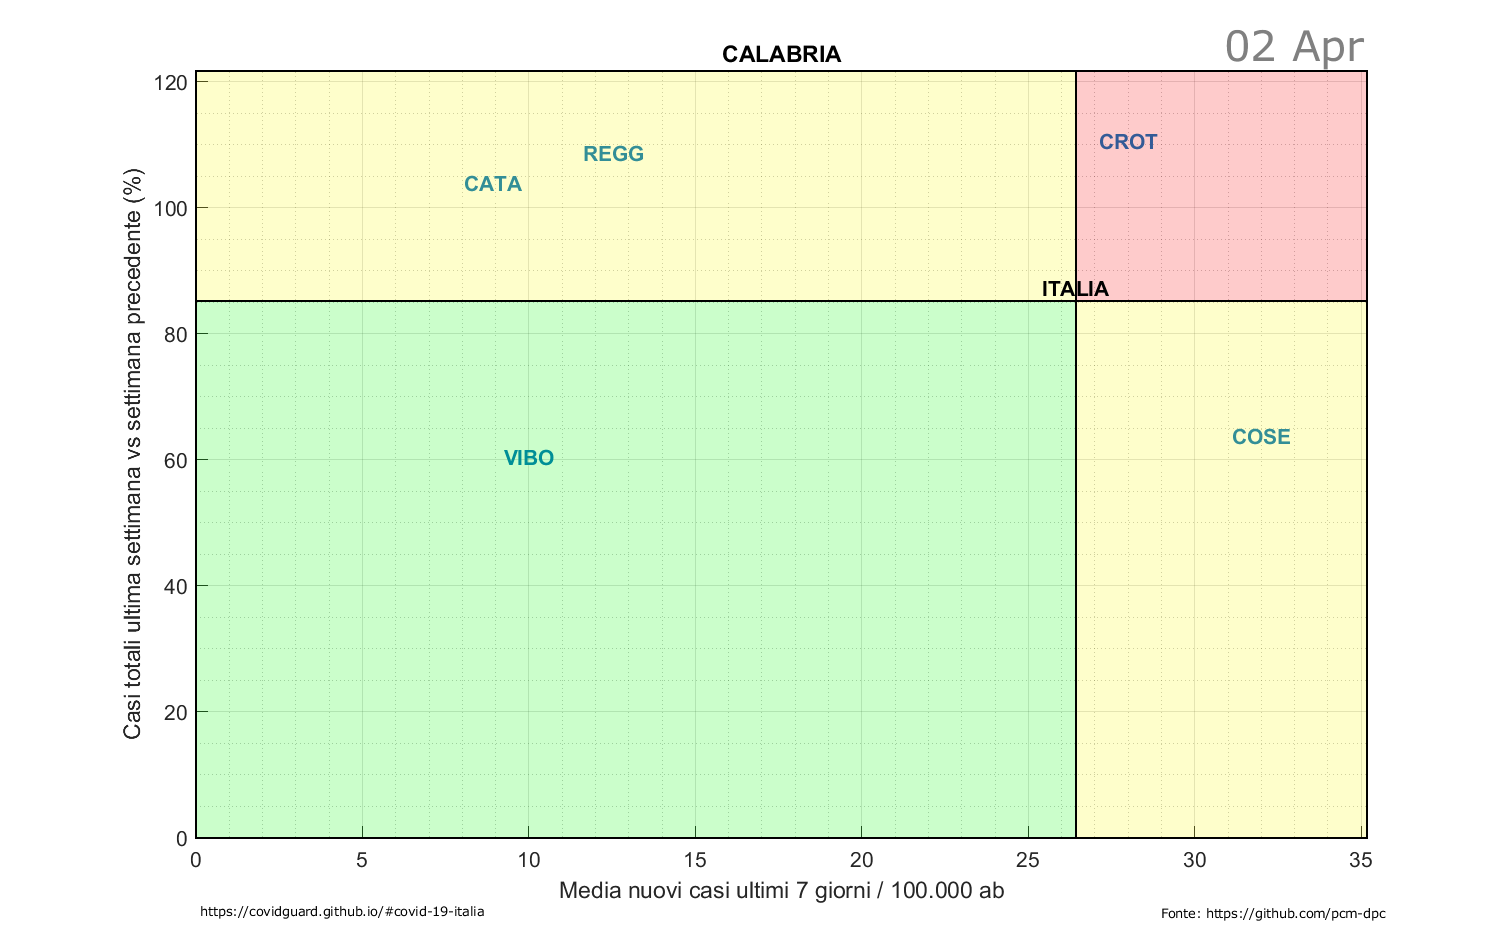 CALABRIA
02 Apr
Casi totali ultima settimana vs settimana precedente (%)
120
100
80
60
40
20
0
CROT
REGG
CATA
ITALIA
COSE
VIBO
0 5 10 15 20 25 30 35
Media nuovi casi ultimi 7 giorni / 100.000 ab
https://covidguard.github.io/#covid-19-italia
Fonte: https://github.com/pcm-dpc